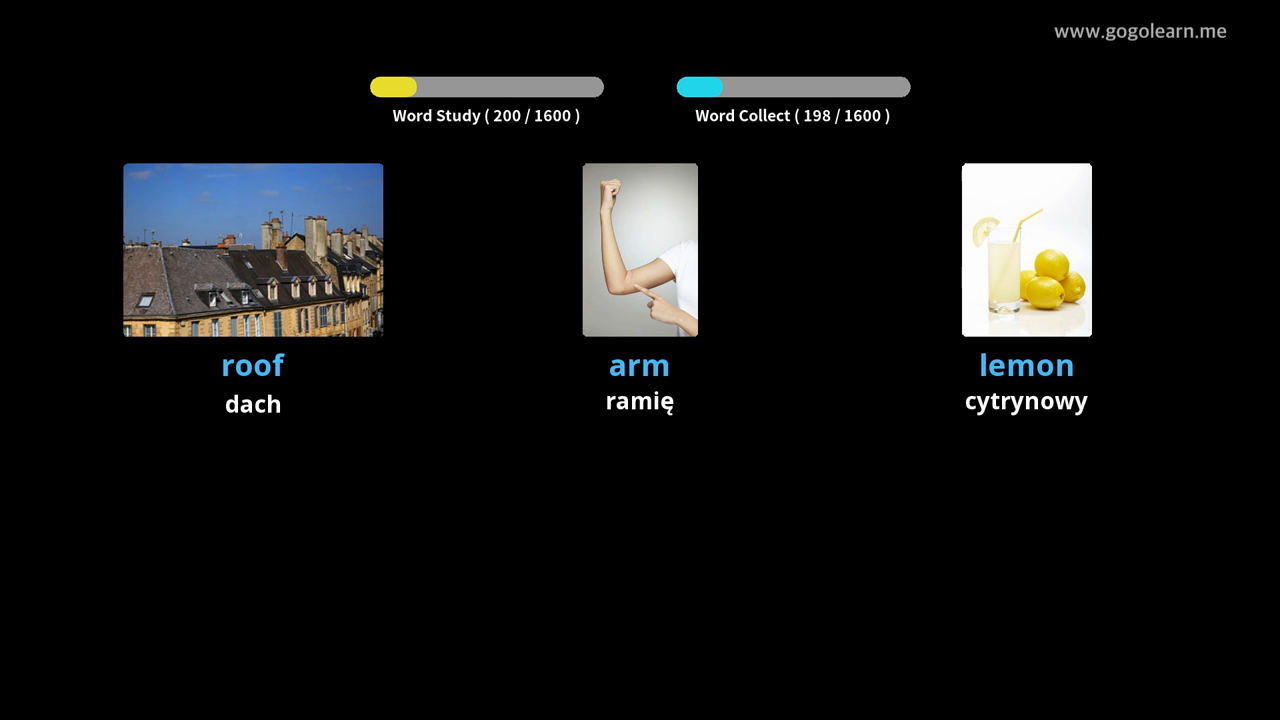 www.gogolearn.me
Word Study ( 200 / 1600 )
Word Collect ( 198 / 1600 )
roof
dach
arm
ramię
lemon
cytrynowy